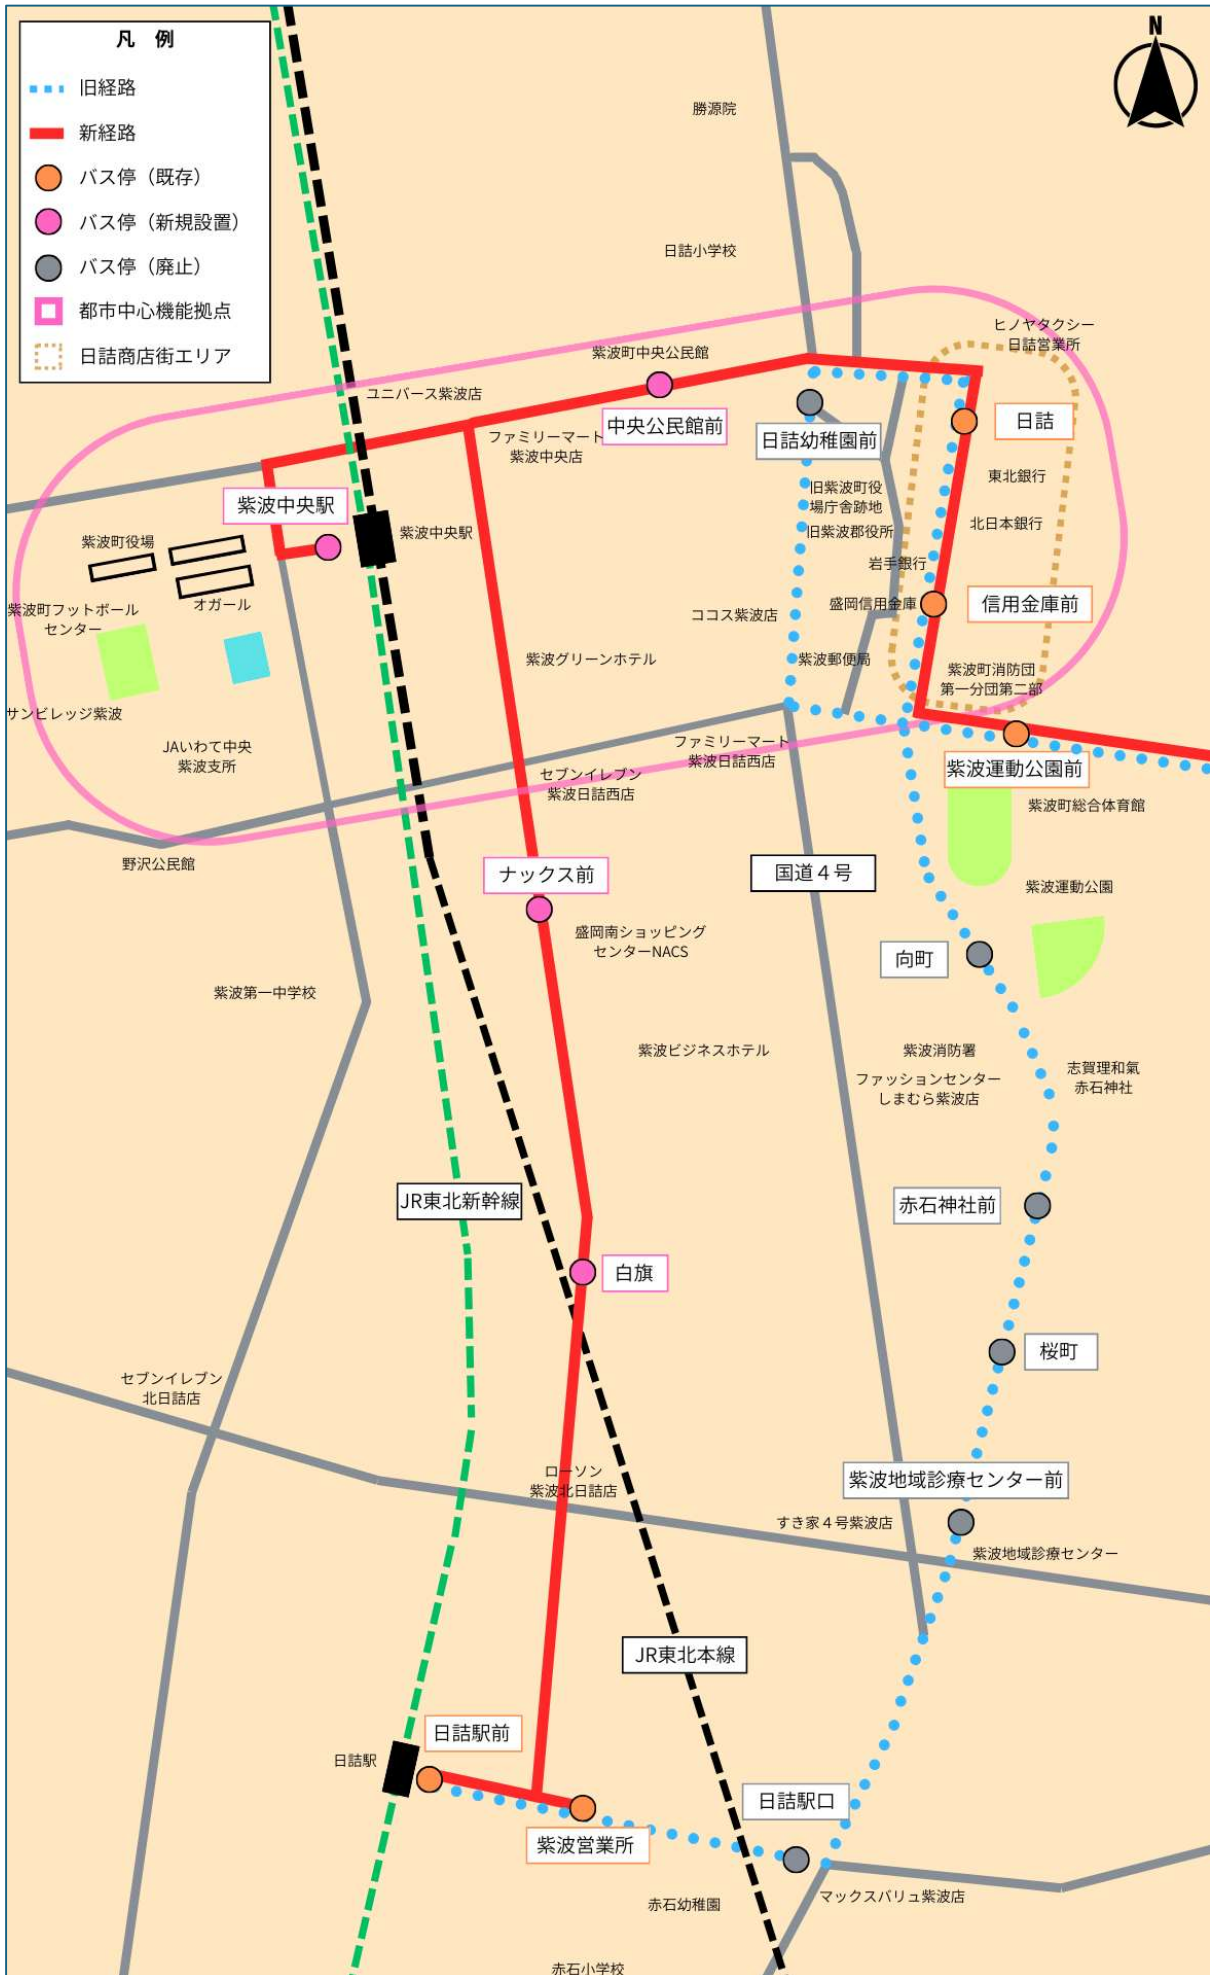 凡　例
旧経路
新経路
バス停（既存）
バス停（新規設置）
バス停（廃止）
都市中心機能拠点
日詰商店街エリア
N
勝源院
日詰小学校
ヒノヤタクシー
日詰営業所
紫波町中央公民館
ユニバース紫波店
中央公民館前
ファミリーマート
紫波中央店
日詰幼稚園前
日詰
東北銀行
旧紫波町役
場庁舎跡地
旧紫波郡役所
北日本銀行
岩手銀行
紫波中央駅
紫波中央駅
紫波町役場
オガール
紫波町フットボール
センター
盛岡信用金庫
信用金庫前
ココス紫波店
紫波グリーンホテル
紫波郵便局
紫波町消防団
第一分団第二部
サンビレッジ紫波
JAいわて中央
紫波支所
ファミリーマート
紫波日詰西店
セブンイレブン
紫波日詰西店
紫波運動公園前
紫波町総合体育館
野沢公民館
ナックス前
国道４号
紫波運動公園
盛岡南ショッピング
センターNACS
向町
紫波第一中学校
紫波ビジネスホテル
紫波消防署
ファッションセンター
しまむら紫波店
志賀理和氣
赤石神社
JR東北新幹線
赤石神社前
白旗
桜町
セブンイレブン
北日詰店
ローソン
紫波北日詰店
紫波地域診療センター前
すき家４号紫波店
紫波地域診療センター
JR東北本線
日詰駅前
日詰駅
日詰駅口
紫波営業所
マックスバリュ紫波店
赤石幼稚園
赤石小学校